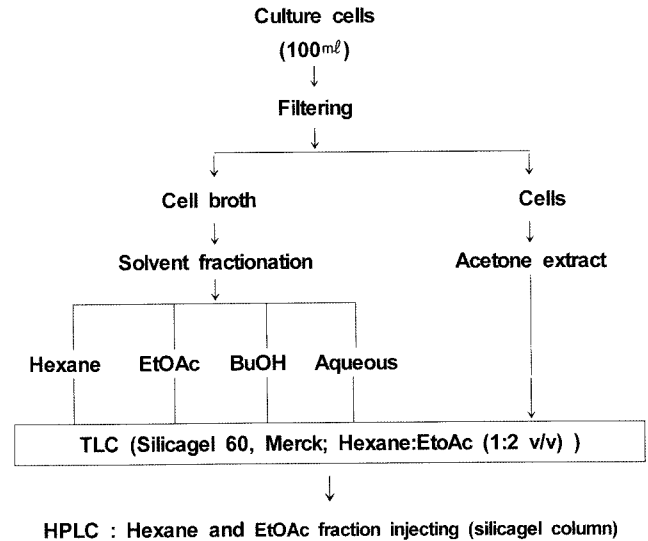 Culture cells
(100㎖)
Filtering
Cell broth Cells
Solvent fractionation Acetone extract
Hexane EtOAc BuOH Aqueous
TLC (Silicagel 60, Merck; Hexane:EtoAc (1:2 v/v) )
HPLC : Hexane and EtOAc fraction injecting (silicagel column)